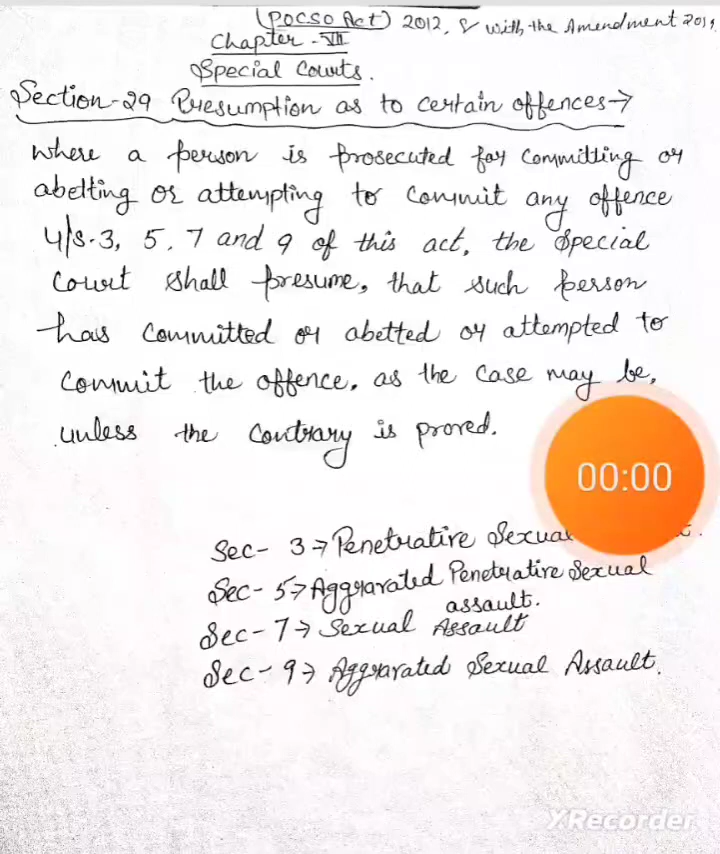 (POCSO Act) 2012, & with the Amendment 2019.
Chapter - VII
Special Courts.
Section-29 Presumption as to certain offences→
where a person is prosecuted for committing or
abetting or attempting to commit any offence
u/s. 3, 5, 7 and 9 of this act, the special
Court shall presume, that such person
has committed or abetted or attempted to
commit the offence, as the case may be,
unless the contrary is proved.
00:00
Sec- 3→ Penetrative Sexual
Sec- 5→ Aggravated Penetrative Sexual
assault.
Sec- 7→ Sexual Assault
Sec- 9→ Aggravated Sexual Assault.
XRecorder